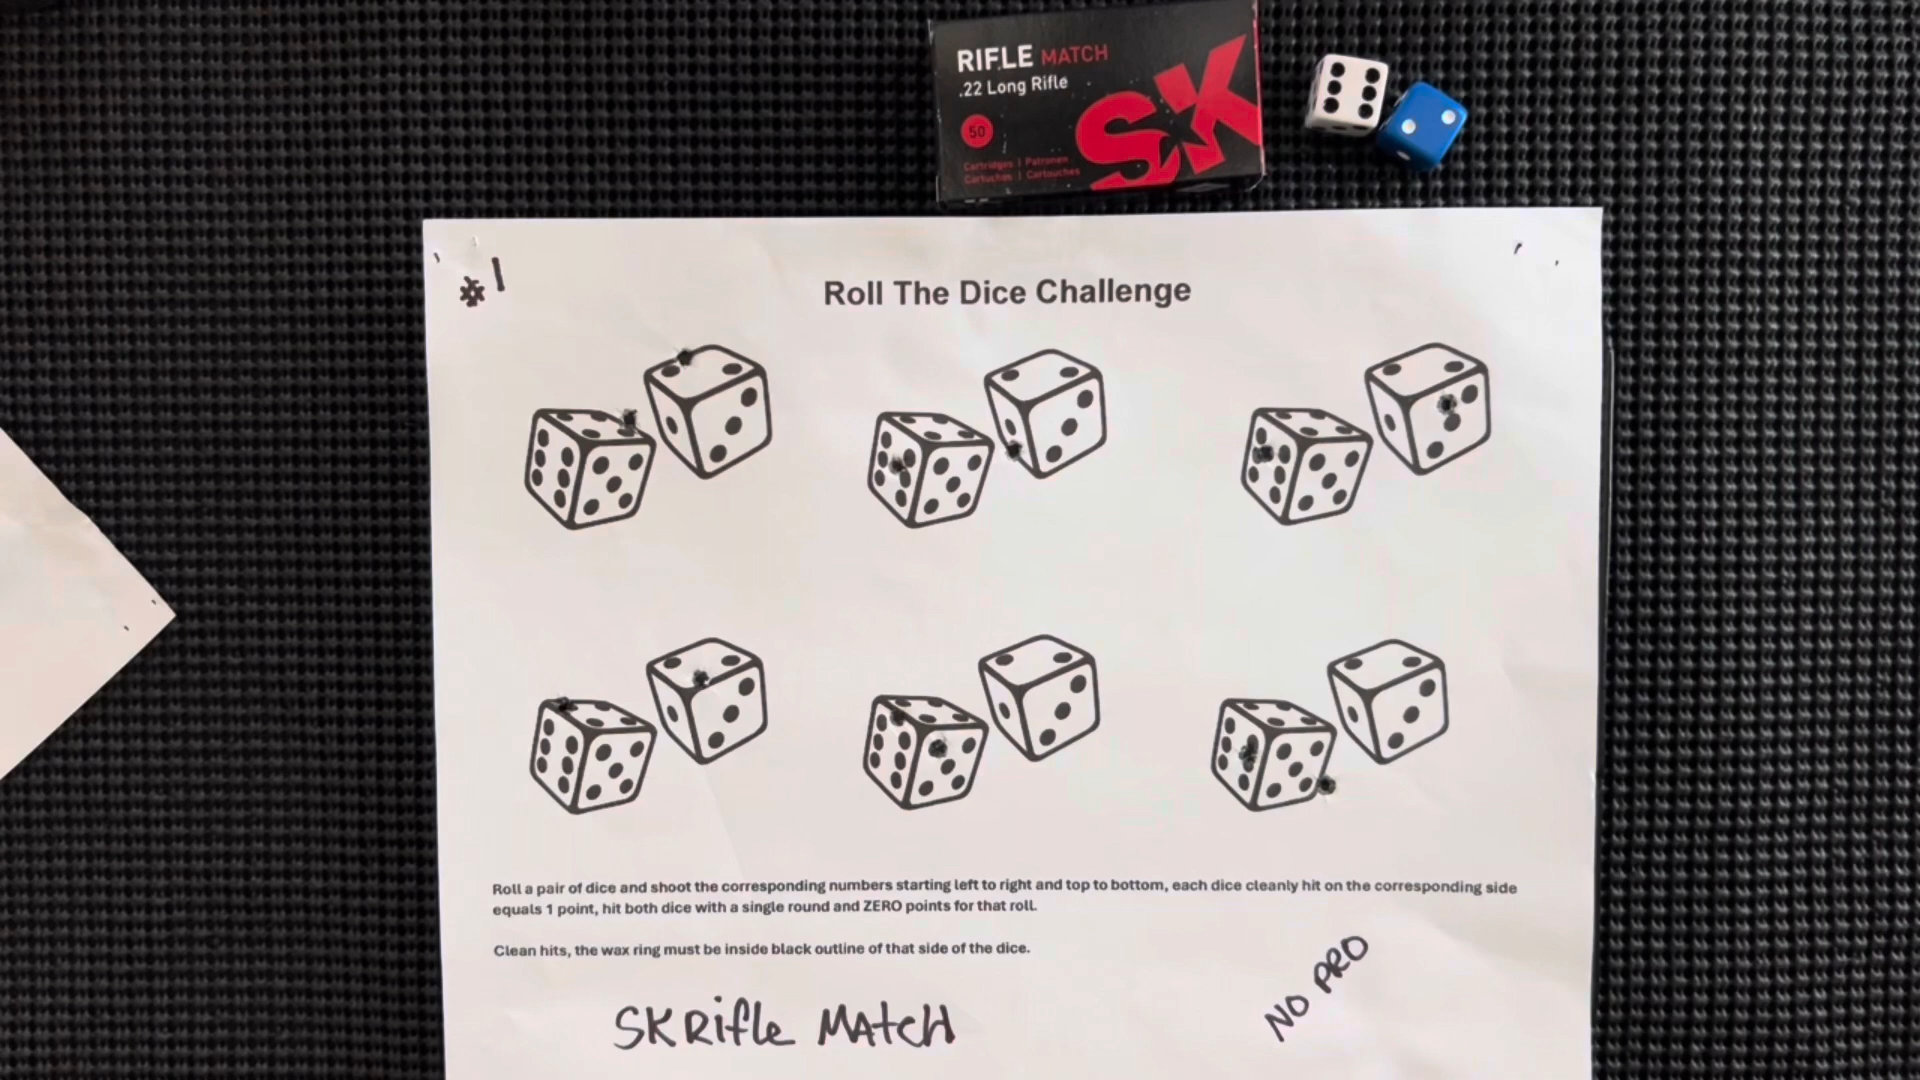 RIFLE MATCH
.22 Long Rifle
SK
50
Cartridges | Patronen
Cartuchos | Cartouches
#1
Roll The Dice Challenge
Roll a pair of dice and shoot the corresponding numbers starting left to right and top to bottom, each dice cleanly hit on the corresponding side
equals 1 point, hit both dice with a single round and ZERO points for that roll.
Clean hits, the wax ring must be inside black outline of that side of the dice.
NO PRO
SK Rifle MAtcH